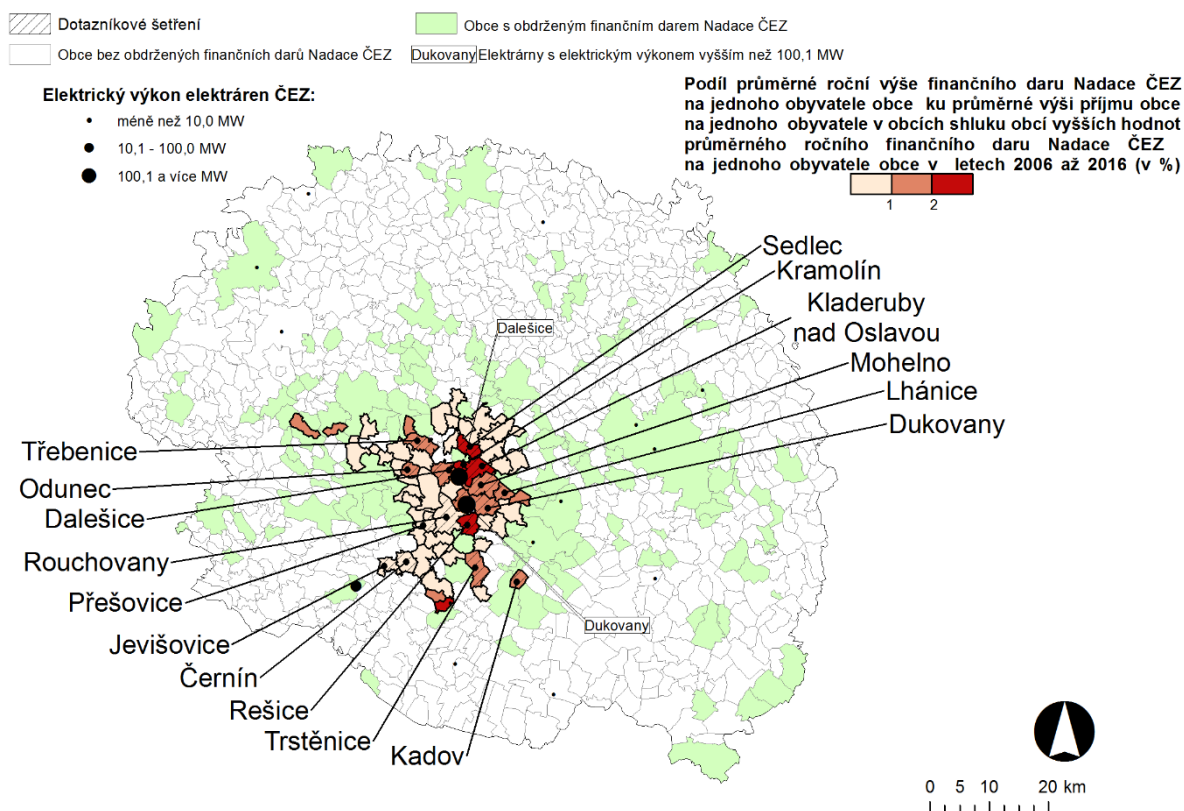 Dotazníkové šetření
Obce s obdrženým finančním darem Nadace ČEZ
Obce bez obdržených finančních darů Nadace ČEZ
Dukovany Elektrárny s elektrickým výkonem vyšším než 100,1 MW
Elektrický výkon elektráren ČEZ:
méně než 10,0 MW
10,1 - 100,0 MW
100,1 a více MW
Podíl průměrné roční výše finančního daru Nadace ČEZ
na jednoho obyvatele obce ku průměrné výši příjmu obce
na jednoho obyvatele v obcích shluku obcí vyšších hodnot
průměrného ročního finančního daru Nadace ČEZ
na jednoho obyvatele obce v letech 2006 až 2016 (v %)
1 2
Sedlec
Kramolín
Kladeruby
nad Oslavou
Mohelno
Lhánice
Dukovany
Dalešice
Třebenice
Odunec
Dalešice
Rouchovany
Přešovice
Jevišovice
Černín
Rešice
Trstěnice
Kadov
Dukovany
0 5 10 20 km